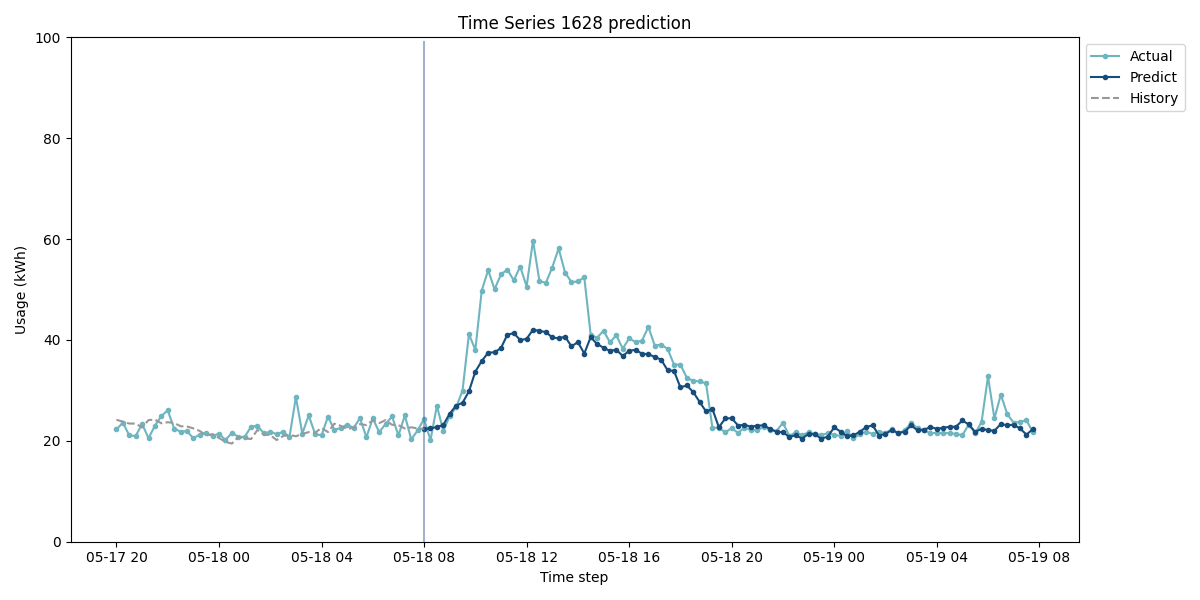 Time Series 1628 prediction
Actual
Predict
History
Usage (kWh)
100
80
60
40
20
0
05-17 20
05-18 00
05-18 04
05-18 08
05-18 12
05-18 16
05-18 20
05-19 00
05-19 04
05-19 08
Time step